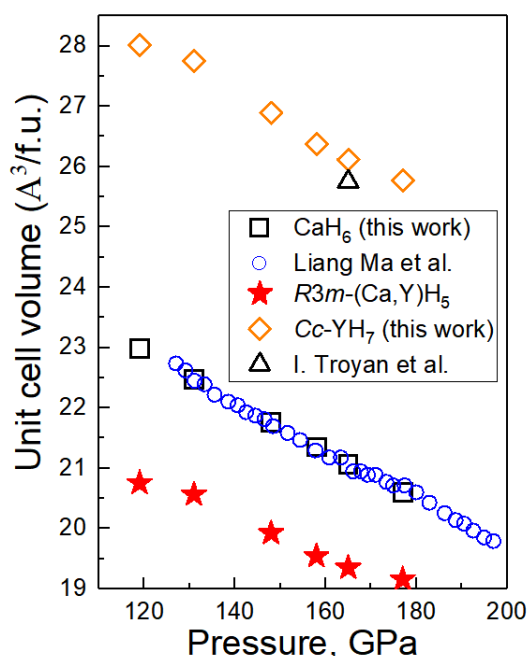 28
27
26
25
24
23
22
21
20
19
Unit cell volume (A³/f.u.)
CaH₆ (this work)
Liang Ma et al.
R3m-(Ca,Y)H₅
Cc-YH₇ (this work)
I. Troyan et al.
120 140 160 180 200
Pressure, GPa